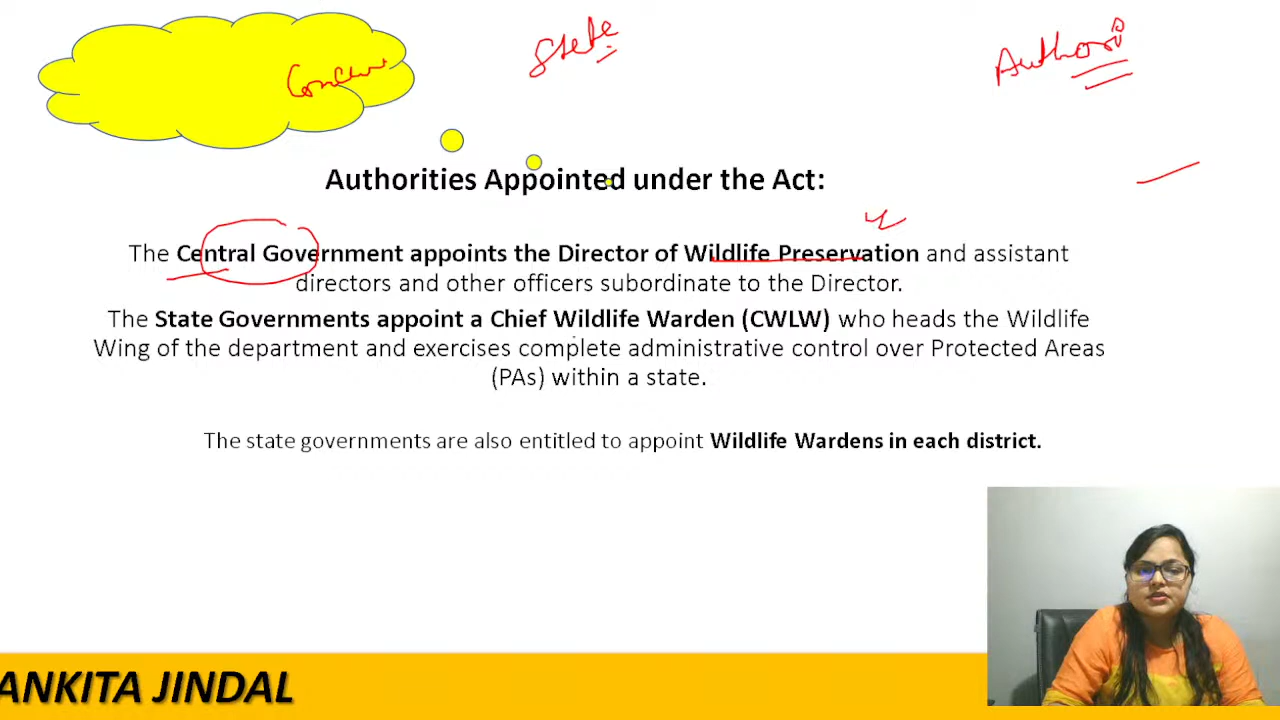 State
Authori
Authorities Appointed under the Act:
The Central Government appoints the Director of Wildlife Preservation and assistant
directors and other officers subordinate to the Director.
The State Governments appoint a Chief Wildlife Warden (CWLW) who heads the Wildlife
Wing of the department and exercises complete administrative control over Protected Areas
(PAs) within a state.
The state governments are also entitled to appoint Wildlife Wardens in each district.
ANKITA JINDAL